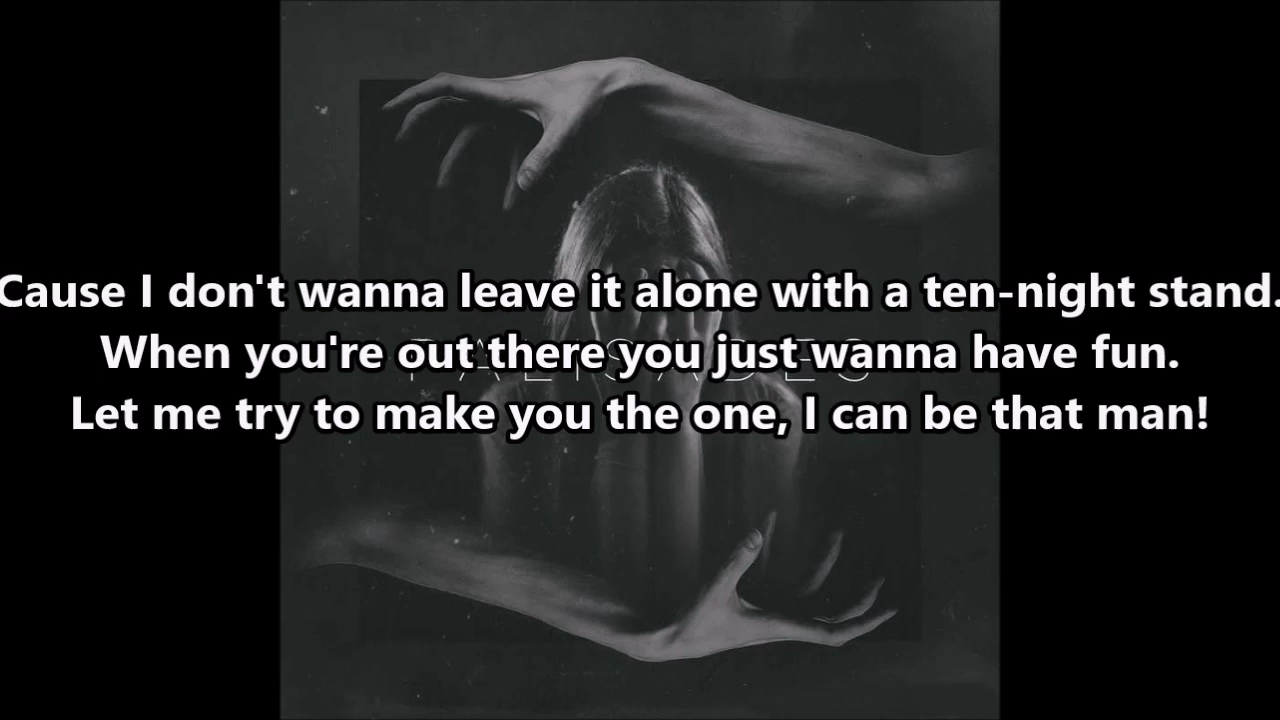 Cause I don't wanna leave it alone with a ten-night stand.
When you're out there you just wanna have fun.
PALISADES
Let me try to make you the one, I can be that man!